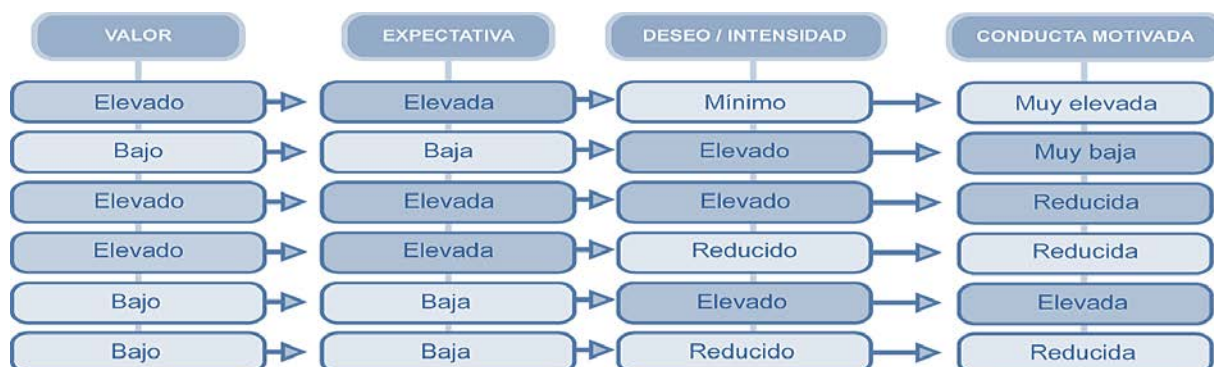 VALOR EXPECTATIVA DESEO / INTENSIDAD CONDUCTA MOTIVADA
Elevado Elevada Mínimo Muy elevada
Bajo Baja Elevado Muy baja
Elevado Elevada Elevado Reducida
Elevado Elevada Reducido Reducida
Bajo Baja Elevado Elevada
Bajo Baja Reducido Reducida